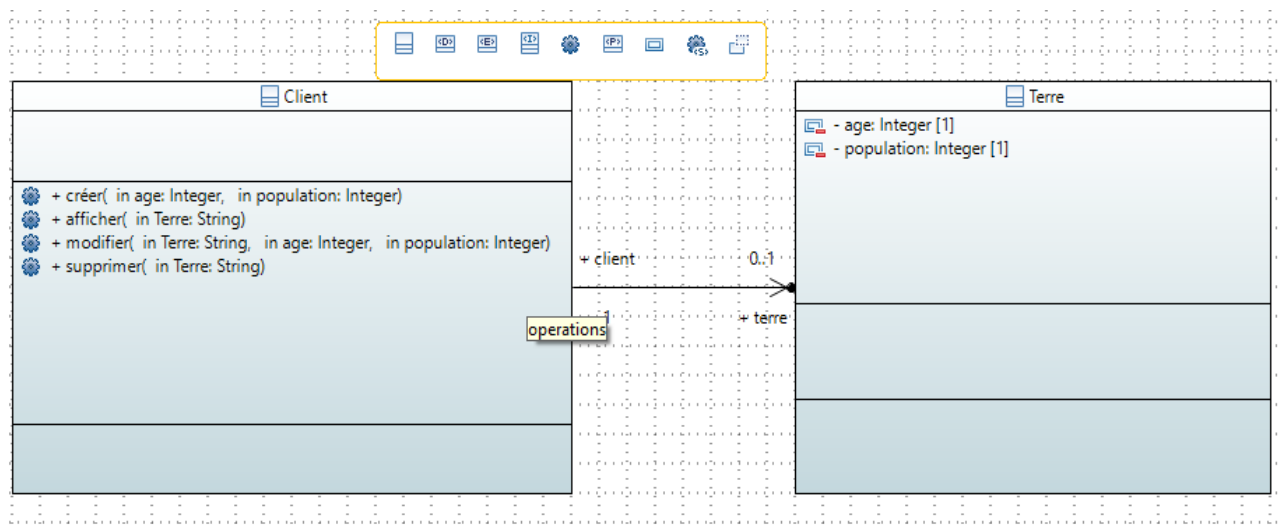 <D> <E> <I> <P> <S>
Client
+ créer( in age: Integer, in population: Integer)
+ afficher( in Terre: String)
+ modifier( in Terre: String, in age: Integer, in population: Integer)
+ supprimer( in Terre: String)
+ client
0..1
1
+ terre
operations
Terre
- age: Integer [1]
- population: Integer [1]